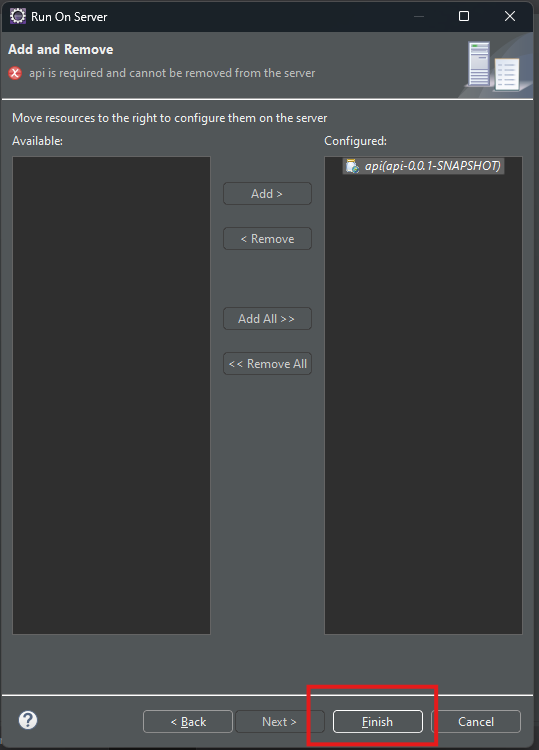 Run On Server
Add and Remove
api is required and cannot be removed from the server
Move resources to the right to configure them on the server
Available:
Configured:
api(api-0.0.1-SNAPSHOT)
Add >
< Remove
Add All >>
<< Remove All
?
< Back
Next >
Finish
Cancel